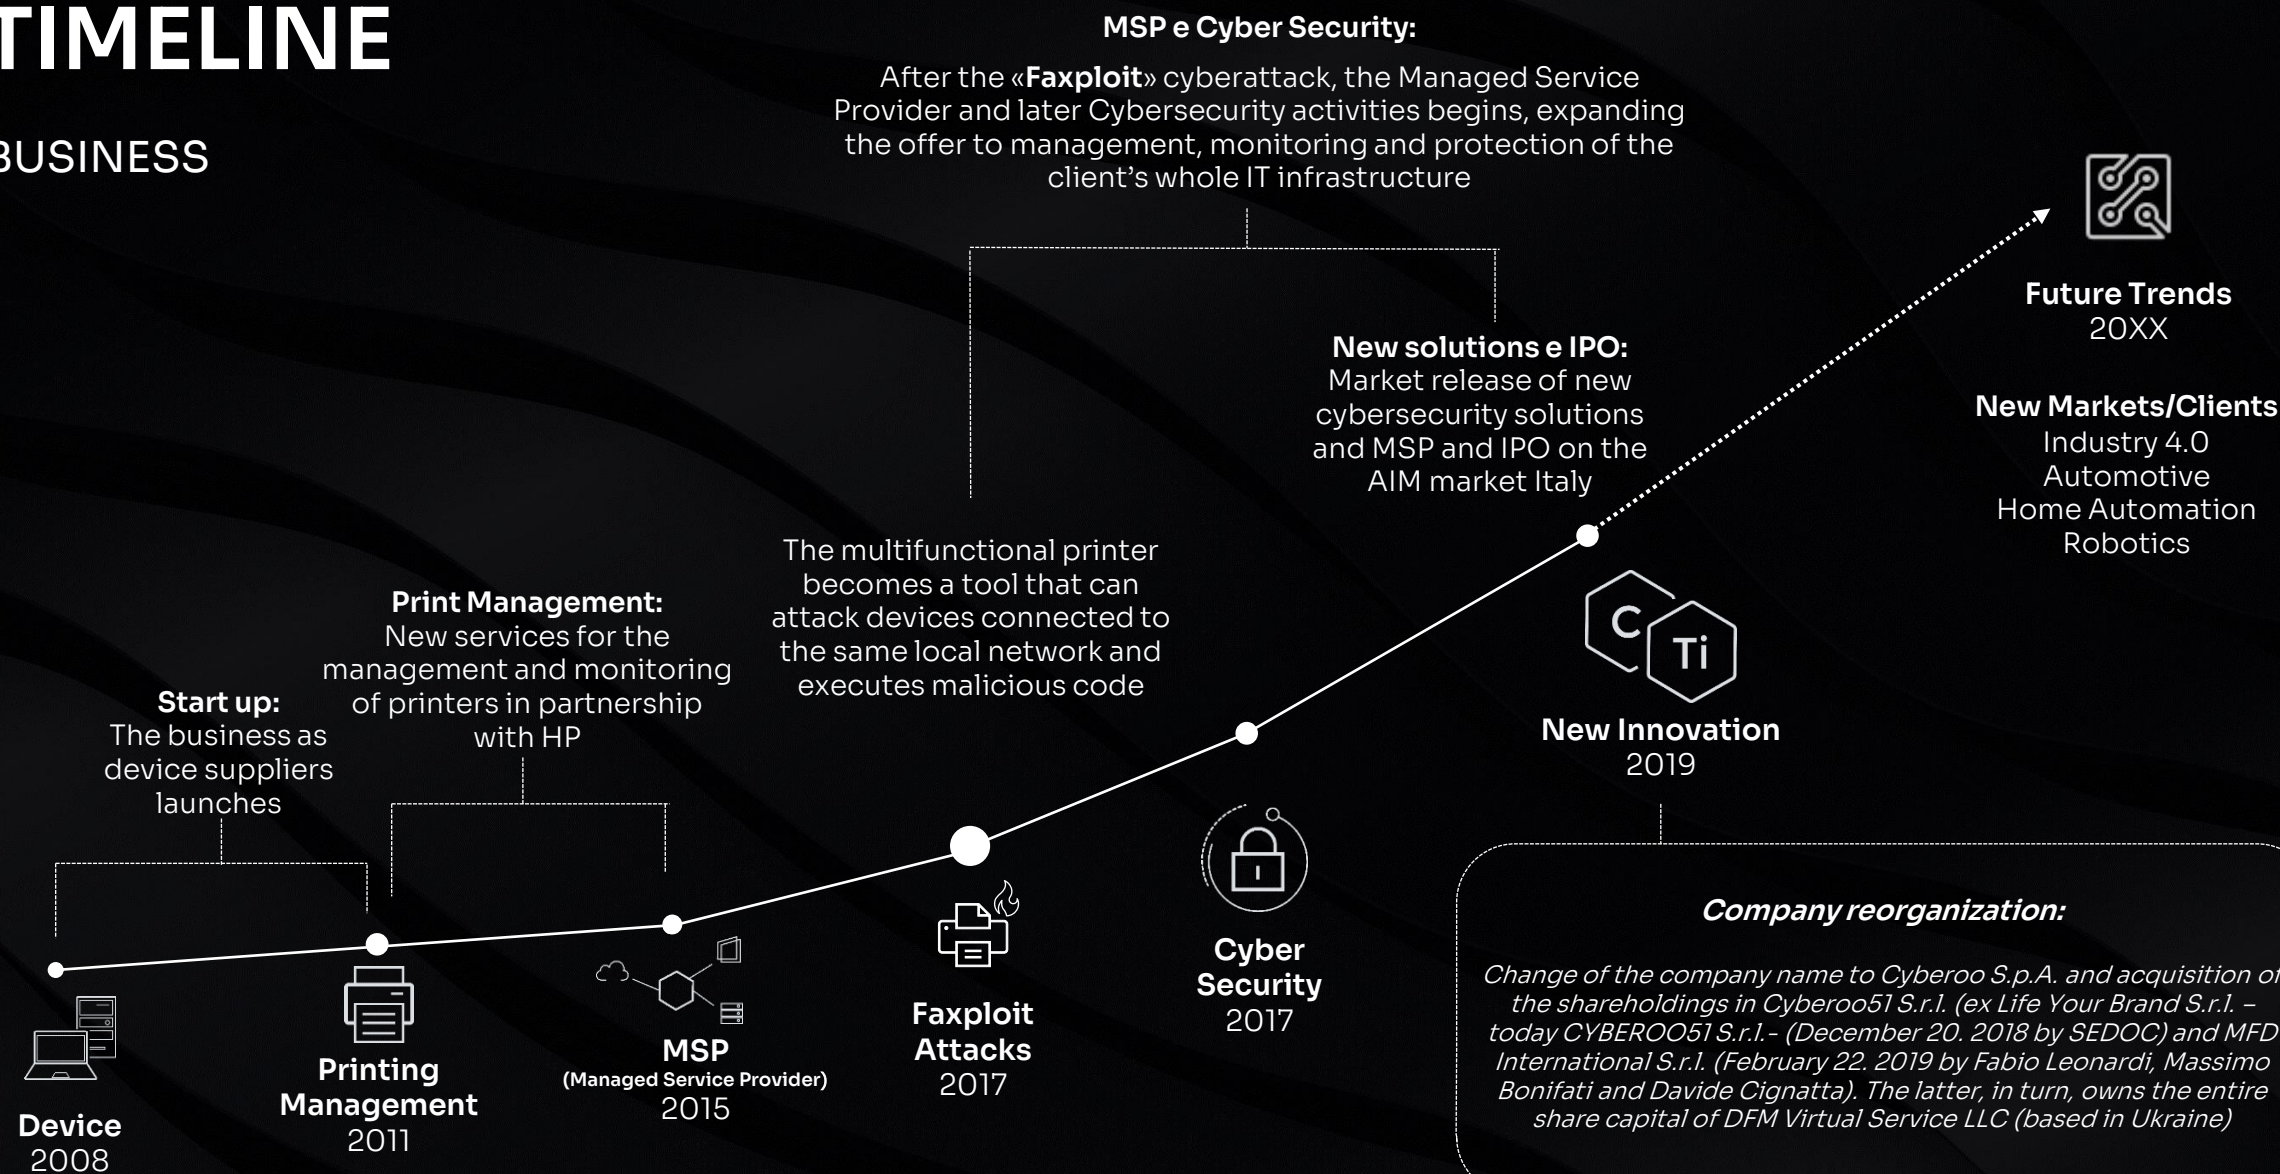 TIMELINE
BUSINESS
MSP e Cyber Security:
After the «Faxploit» cyberattack, the Managed Service
Provider and later Cybersecurity activities begins, expanding
the offer to management, monitoring and protection of the
client's whole IT infrastructure
Start up:
The business as
device suppliers
launches
Print Management:
New services for the
management and monitoring
of printers in partnership
with HP
The multifunctional printer
becomes a tool that can
attack devices connected to
the same local network and
executes malicious code
New solutions e IPO:
Market release of new
cybersecurity solutions
and MSP and IPO on the
AIM market Italy
Future Trends
20XX
New Markets/Clients
Industry 4.0
Automotive
Home Automation
Robotics
Device
2008
Printing
Management
2011
MSP
(Managed Service Provider)
2015
Faxploit
Attacks
2017
Cyber
Security
2017
C
Ti
New Innovation
2019
Company reorganization:
Change of the company name to Cyberoo S.p.A. and acquisition of
the shareholdings in Cyberoo51 S.r.l. (ex Life Your Brand S.r.l. –
today CYBEROO51 S.r.l.- (December 20. 2018 by SEDOC) and MFD
International S.r.l. (February 22. 2019 by Fabio Leonardi, Massimo
Bonifati and Davide Cignatta). The latter, in turn, owns the entire
share capital of DFM Virtual Service LLC (based in Ukraine)